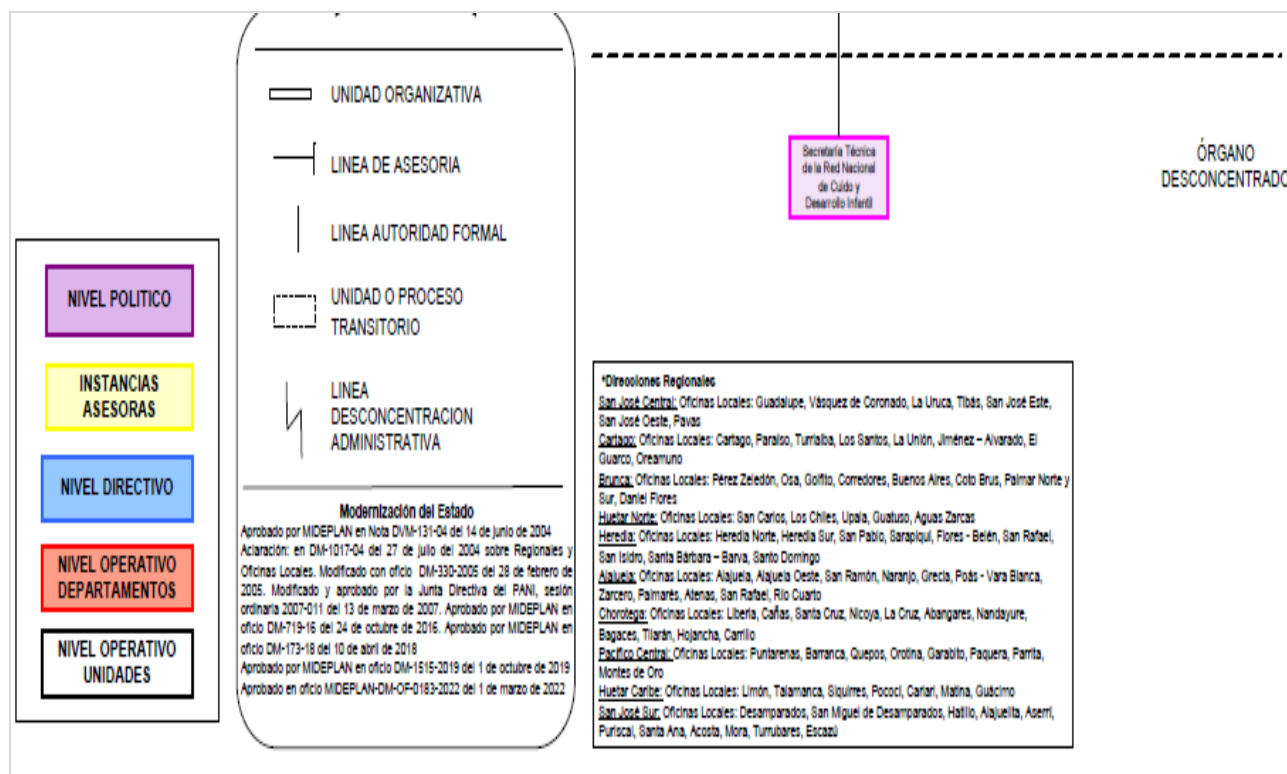 NIVEL POLITICO
INSTANCIAS
ASESORAS
NIVEL DIRECTIVO
NIVEL OPERATIVO
DEPARTAMENTOS
NIVEL OPERATIVO
UNIDADES
UNIDAD ORGANIZATIVA
LINEA DE ASESORIA
LINEA AUTORIDAD FORMAL
UNIDAD O PROCESO
TRANSITORIO
LINEA
DESCONCENTRACION
ADMINISTRATIVA
Modernización del Estado
Aprobado por MIDEPLAN en Nota DVM-131-04 del 14 de junio de 2004
Aclaración: en DM-1017-04 del 27 de julio del 2004 sobre Regionales y
Oficinas Locales. Modificado con oficio DM-330-2005 del 28 de febrero de
2005. Modificado y aprobado por la Junta Directiva del PANI, sesión
ordinaria 2007-011 del 13 de marzo de 2007. Aprobado por MIDEPLAN en
oficio DM-719-16 del 24 de octubre de 2016. Aprobado por MIDEPLAN en
oficio DM-173-18 del 10 de abril de 2018
Aprobado por MIDEPLAN en oficio DM-1515-2019 del 1 de octubre de 2019
Aprobado en oficio MIDEPLAN-DM-OF-0183-2022 del 1 de marzo de 2022
Secretaría Técnica
de la Red Nacional
de Cuido y
Desarrollo Infantil
ÓRGANO
DESCONCENTRADO
*Direcciones Regionales
San José Central: Oficinas Locales: Guadalupe, Vásquez de Coronado, La Uruca, Tibás, San José Este,
San José Oeste, Pavas
Cartago: Oficinas Locales: Cartago, Paraíso, Turrialba, Los Santos, La Unión, Jiménez – Alvarado, El
Guarco, Oreamuno
Brunca: Oficinas Locales: Pérez Zeledón, Osa, Golfito, Corredores, Buenos Aires, Coto Brus, Palmar Norte y
Sur, Daniel Flores
Huetar Norte: Oficinas Locales: San Carlos, Los Chiles, Upala, Guatuso, Aguas Zarcas
Heredia: Oficinas Locales: Heredia Norte, Heredia Sur, San Pablo, Sarapiquí, Flores - Belén, San Rafael,
San Isidro, Santa Bárbara – Barva, Santo Domingo
Alajuela: Oficinas Locales: Alajuela, Alajuela Oeste, San Ramón, Naranjo, Grecia, Poás - Vara Blanca,
Zarcero, Palmarés, Atenas, San Rafael, Río Cuarto
Chorotega: Oficinas Locales: Liberia, Cañas, Santa Cruz, Nicoya, La Cruz, Abangares, Nandayure,
Bagaces, Tilarán, Hojancha, Carrillo
Pacífico Central: Oficinas Locales: Puntarenas, Barranca, Quepos, Orotina, Garabito, Paquera, Parrita,
Montes de Oro
Huetar Caribe: Oficinas Locales: Limón, Talamanca, Siquirres, Pococí, Cariari, Matina, Guácimo
San José Sur: Oficinas Locales: Desamparados, San Miguel de Desamparados, Hatillo, Alajuelita, Aserrí,
Puriscal, Santa Ana, Acosta, Mora, Turrubares, Escazú